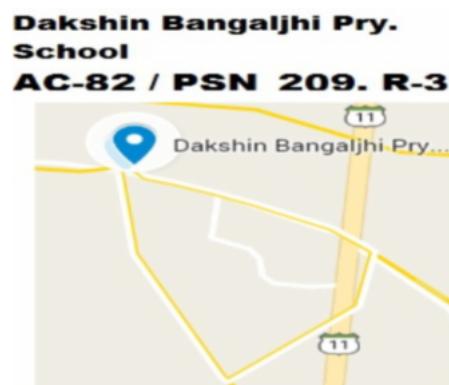 Dakshin Bangaljhi Pry.
School
AC-82 / PSN 209. R-3
11
Dakshin Bangaljhi Pry...
11